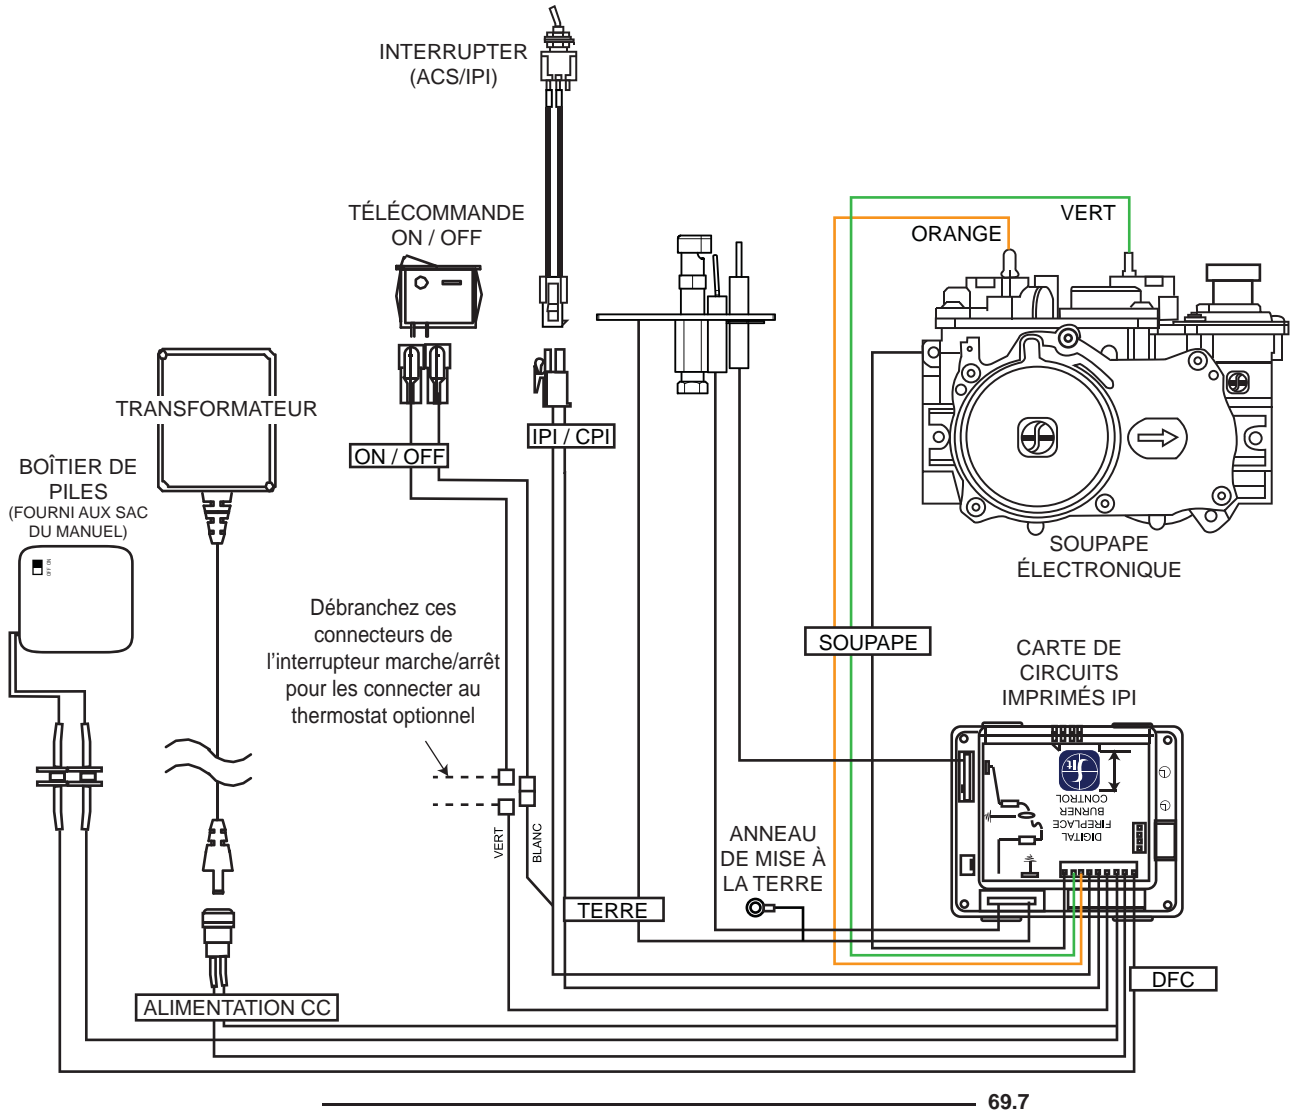 INTERRUPTER
(ACS/IPI)
TÉLÉCOMMANDE
ON / OFF
VERT
ORANGE
TRANSFORMATEUR
IPI / CPI
ON / OFF
BOÎTIER DE
PILES
(FOURNI AUX SAC
DU MANUEL)
OFF ON
SOUPAPE
ÉLECTRONIQUE
Débranchez ces
connecteurs de
l'interrupteur marche/arrêt
pour les connecter au
thermostat optionnel
SOUPAPE
CARTE DE
CIRCUITS
IMPRIMÉS IPI
VERT
BLANC
ANNEAU
DE MISE À
LA TERRE
DIGITAL
FIREPLACE
BURNER
CONTROL
Sit
TERRE
DFC
ALIMENTATION CC
69.7